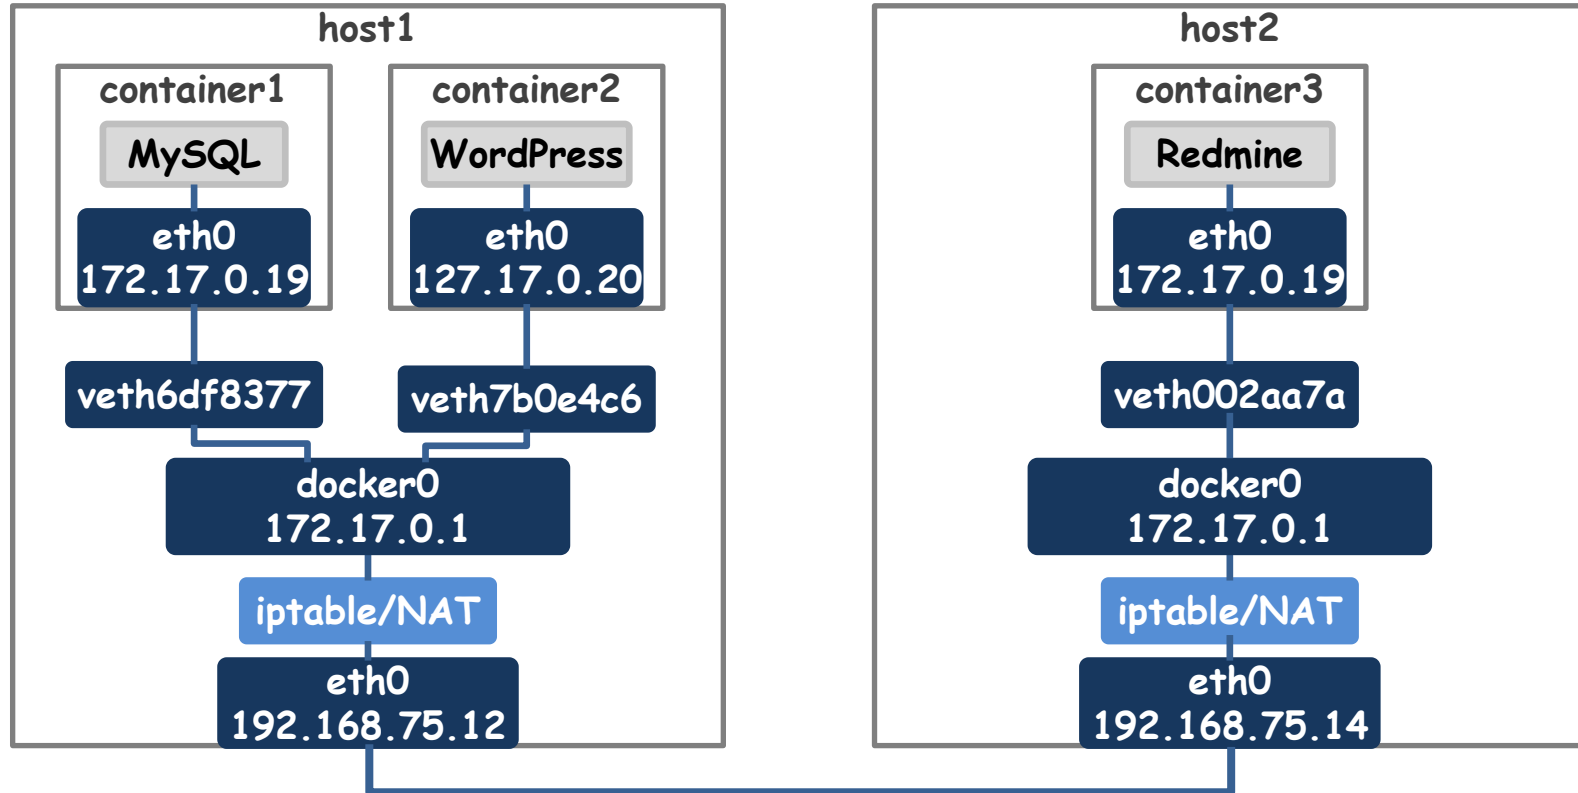 host1
container1
MySQL
eth0
172.17.0.19
container2
WordPress
eth0
127.17.0.20
veth6df8377
veth7b0e4c6
docker0
172.17.0.1
iptable/NAT
eth0
192.168.75.12
host2
container3
Redmine
eth0
172.17.0.19
veth002aa7a
docker0
172.17.0.1
iptable/NAT
eth0
192.168.75.14